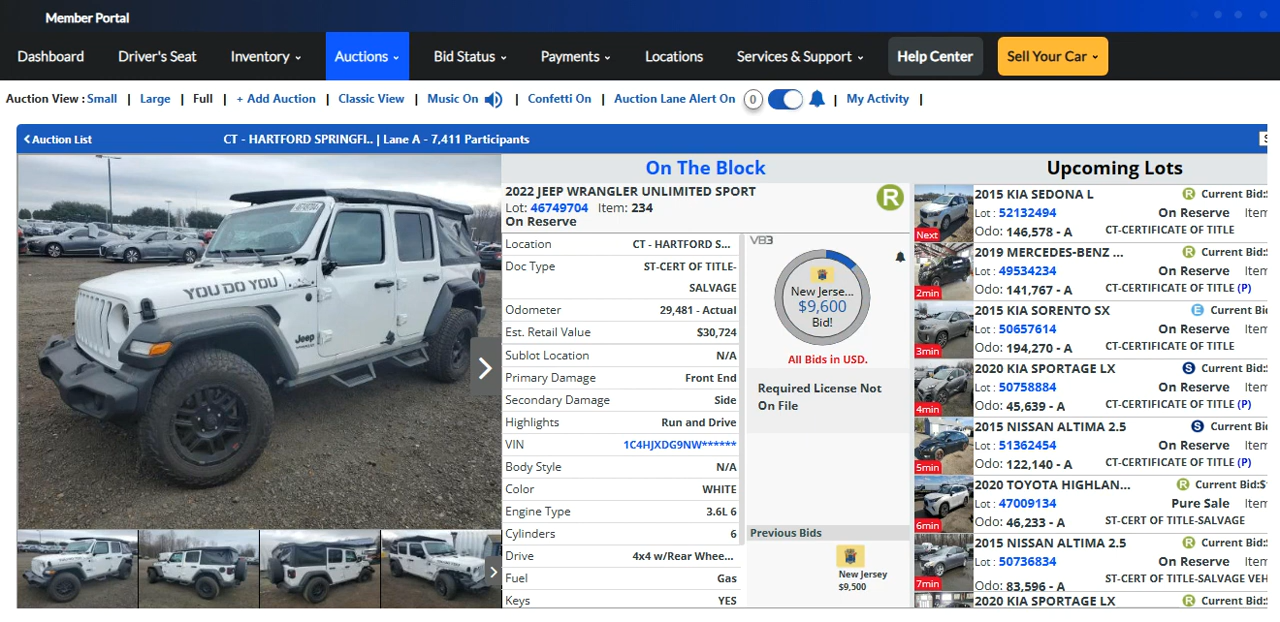 Member Portal
Dashboard Driver's Seat Inventory Auctions Bid Status Payments Locations Services & Support Help Center Sell Your Car
Auction View : Small | Large | Full | + Add Auction | Classic View | Music On | Confetti On | Auction Lane Alert On 0 | My Activity |
Auction List CT - HARTFORD SPRINGFI.. | Lane A - 7,411 Participants
YOU DO YOU
Jeep
On The Block
2022 JEEP WRANGLER UNLIMITED SPORT
Lot: 46749704 Item: 234
On Reserve
R
Location CT - HARTFORD S...
Doc Type ST-CERT OF TITLE-
SALVAGE
Odometer 29,481 - Actual
Est. Retail Value $30,724
Sublot Location N/A
Primary Damage Front End
Secondary Damage Side
Highlights Run and Drive
VIN 1C4HJXDG9NW******
Body Style N/A
Color WHITE
Engine Type 3.6L 6
Cylinders 6
Drive 4x4 w/Rear Whee...
Fuel Gas
Keys YES
VB3
New Jerse...
$9,600
Bid!
All Bids in USD.
Required License Not
On File
Previous Bids
New Jersey
$9,500
Upcoming Lots
2015 KIA SEDONA L R Current Bid:
Lot : 52132494 On Reserve Item
Next Odo: 146,578 - A CT-CERTIFICATE OF TITLE
2019 MERCEDES-BENZ ... R Current Bid:
Lot : 49534234 On Reserve Item
2min Odo: 141,767 - A CT-CERTIFICATE OF TITLE (P)
2015 KIA SORENTO SX E Current Bi
Lot : 50657614 On Reserve Item
3min Odo: 194,270 - A CT-CERTIFICATE OF TITLE
2020 KIA SPORTAGE LX S Current Bid:
Lot : 50758884 On Reserve Item
4min Odo: 45,639 - A CT-CERTIFICATE OF TITLE (P)
2015 NISSAN ALTIMA 2.5 S Current Bi
Lot : 51362454 On Reserve Item
5min Odo: 122,140 - A CT-CERTIFICATE OF TITLE (P)
2020 TOYOTA HIGHLAN... R Current Bid:$
Lot : 47009134 Pure Sale Item
6min Odo: 46,233 - A ST-CERT OF TITLE-SALVAGE
2015 NISSAN ALTIMA 2.5 R Current Bid:
Lot : 50736834 On Reserve Item
7min Odo: 83,596 - A ST-CERT OF TITLE-SALVAGE VEH
2020 KIA SPORTAGE LX R Current Bid: